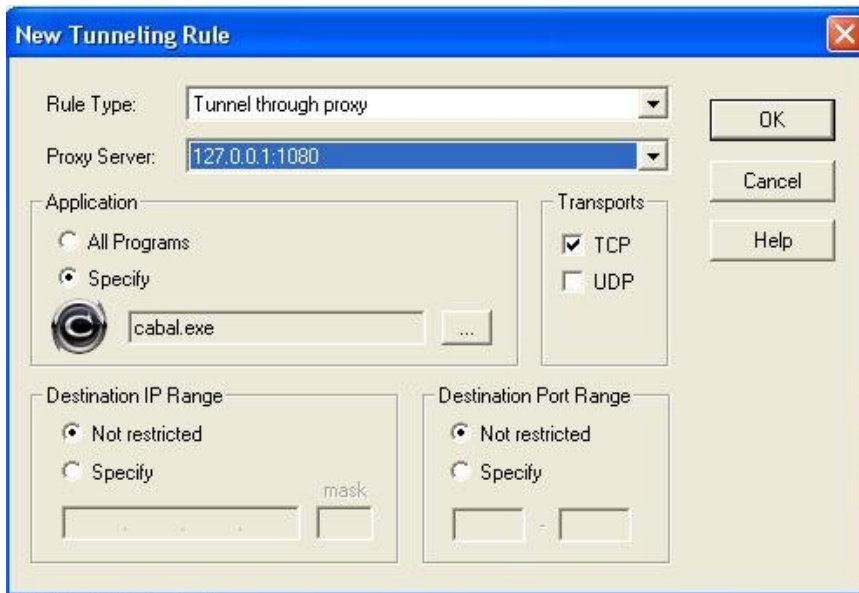 New Tunneling Rule
Rule Type: Tunnel through proxy
Proxy Server: 127.0.0.1:1080
OK
Cancel
Help
Application
All Programs
Specify
cabal.exe ...
Transports
TCP
UDP
Destination IP Range
Not restricted
Specify
mask
. . .
Destination Port Range
Not restricted
Specify
-